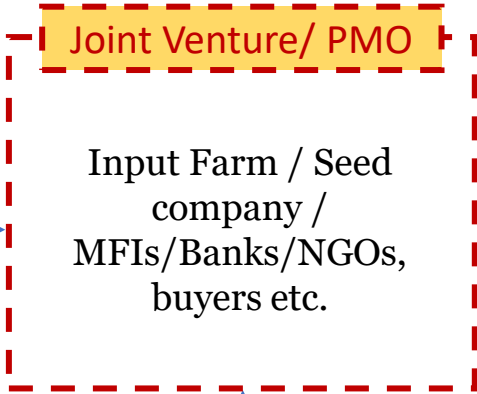 Joint Venture/ PMO
Input Farm / Seed
company /
MFIs/Banks/NGOs,
buyers etc.